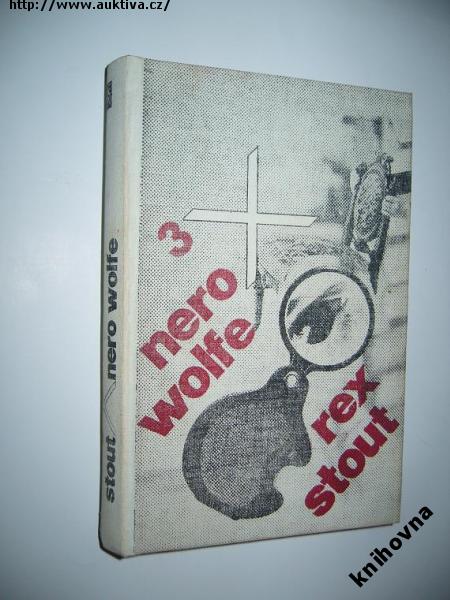 http://www.auktiva.cz/
3 x
nero
wolfe
rex
stout
stout nero wolfe
knihovna